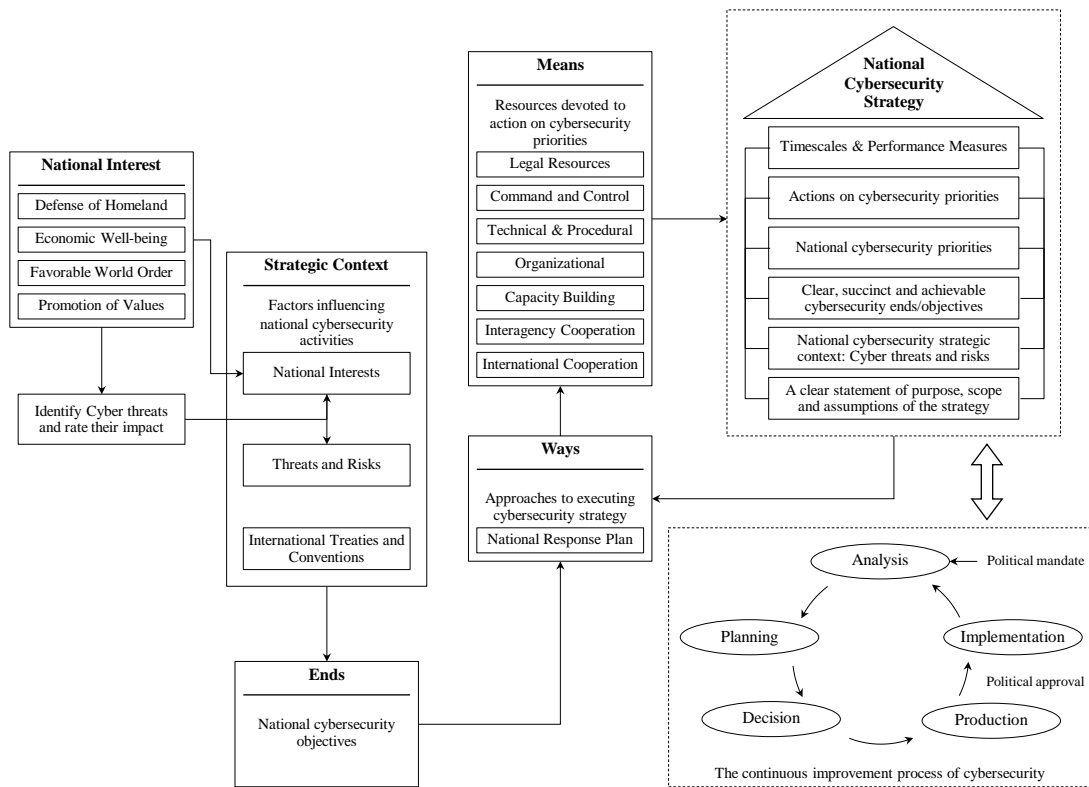 National Interest
Defense of Homeland
Economic Well-being
Favorable World Order
Promotion of Values
Identify Cyber threats
and rate their impact
Strategic Context
Factors influencing
national cybersecurity
activities
National Interests
Threats and Risks
International Treaties and
Conventions
Ends
National cybersecurity
objectives
Means
Resources devoted to
action on cybersecurity
priorities
Legal Resources
Command and Control
Technical & Procedural
Organizational
Capacity Building
Interagency Cooperation
International Cooperation
Ways
Approaches to executing
cybersecurity strategy
National Response Plan
National
Cybersecurity
Strategy
Timescales & Performance Measures
Actions on cybersecurity priorities
National cybersecurity priorities
Clear, succinct and achievable
cybersecurity ends/objectives
National cybersecurity strategic
context: Cyber threats and risks
A clear statement of purpose, scope
and assumptions of the strategy
Analysis
Political mandate
Planning
Implementation
Political approval
Decision
Production
The continuous improvement process of cybersecurity